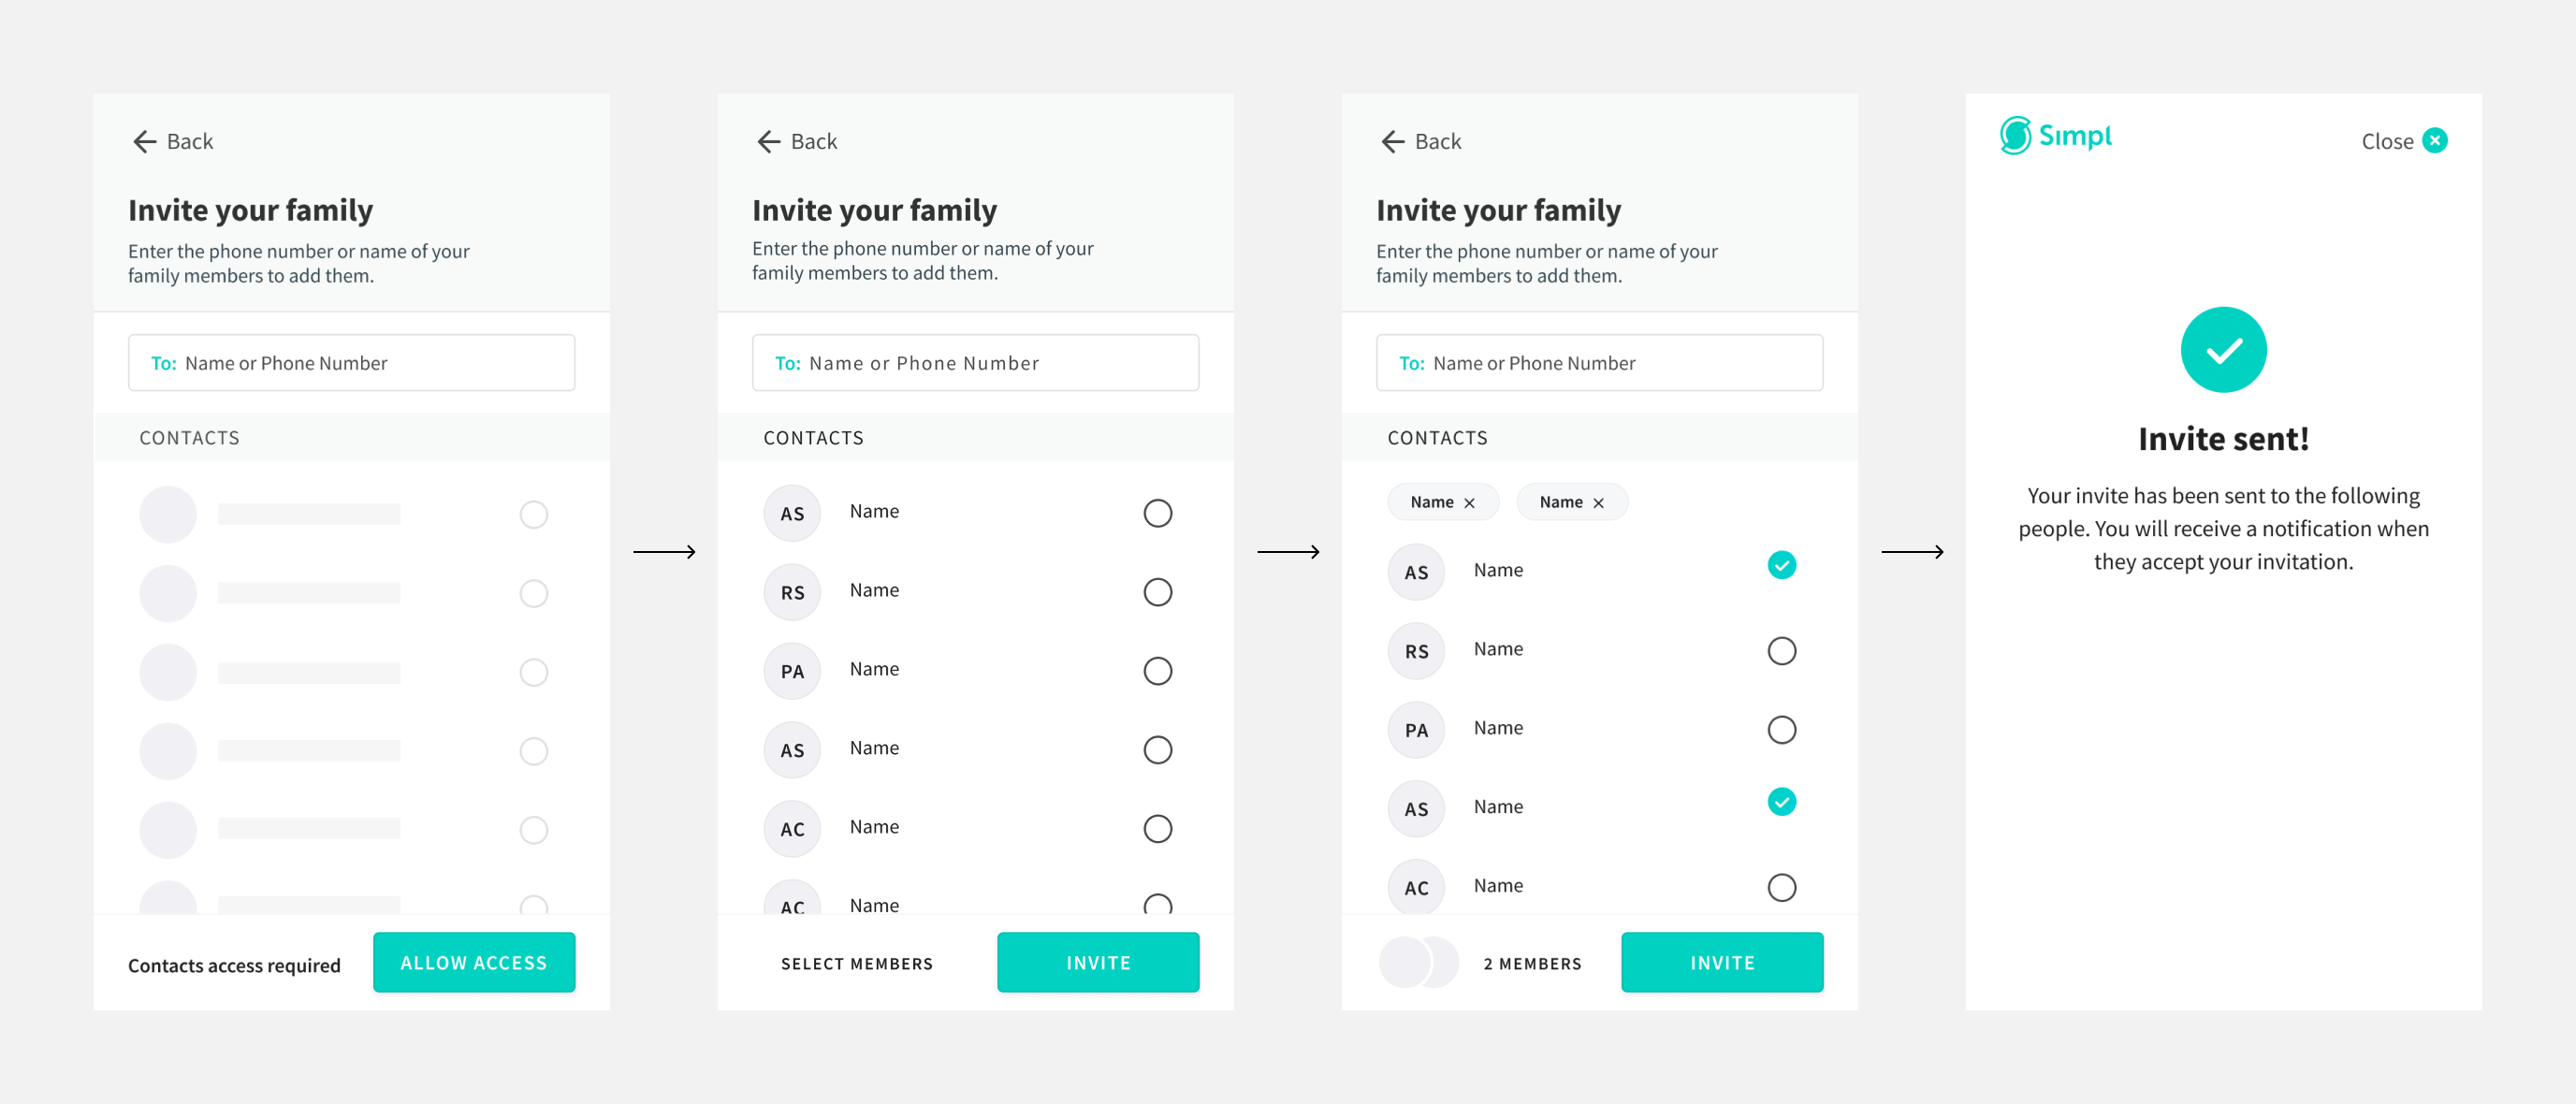 Back
Invite your family
Enter the phone number or name of your
family members to add them.
To: Name or Phone Number
CONTACTS
Contacts access required
ALLOW ACCESS
Back
Invite your family
Enter the phone number or name of your
family members to add them.
To: Name or Phone Number
CONTACTS
AS Name
RS Name
PA Name
AS Name
AC Name
AC Name
SELECT MEMBERS
INVITE
Back
Invite your family
Enter the phone number or name of your
family members to add them.
To: Name or Phone Number
CONTACTS
Name
Name
AS Name
RS Name
PA Name
AS Name
AC Name
2 MEMBERS
INVITE
Simpl
Close
Invite sent!
Your invite has been sent to the following
people. You will receive a notification when
they accept your invitation.